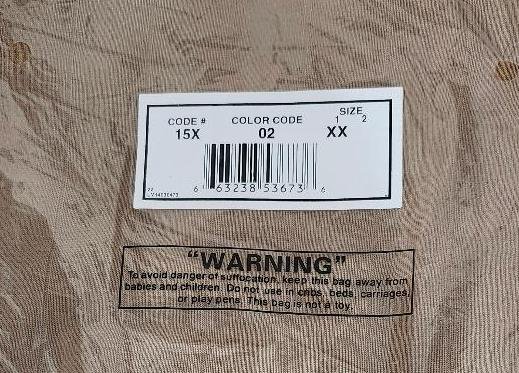 CODE # COLOR CODE SIZE
1 2
15X 02 XX
6 63238 53673 6
"WARNING"
To avoid danger of suffocation, keep this bag away from
babies and children. Do not use in cribs, beds, carriages,
or play pens. This bag is not a toy.